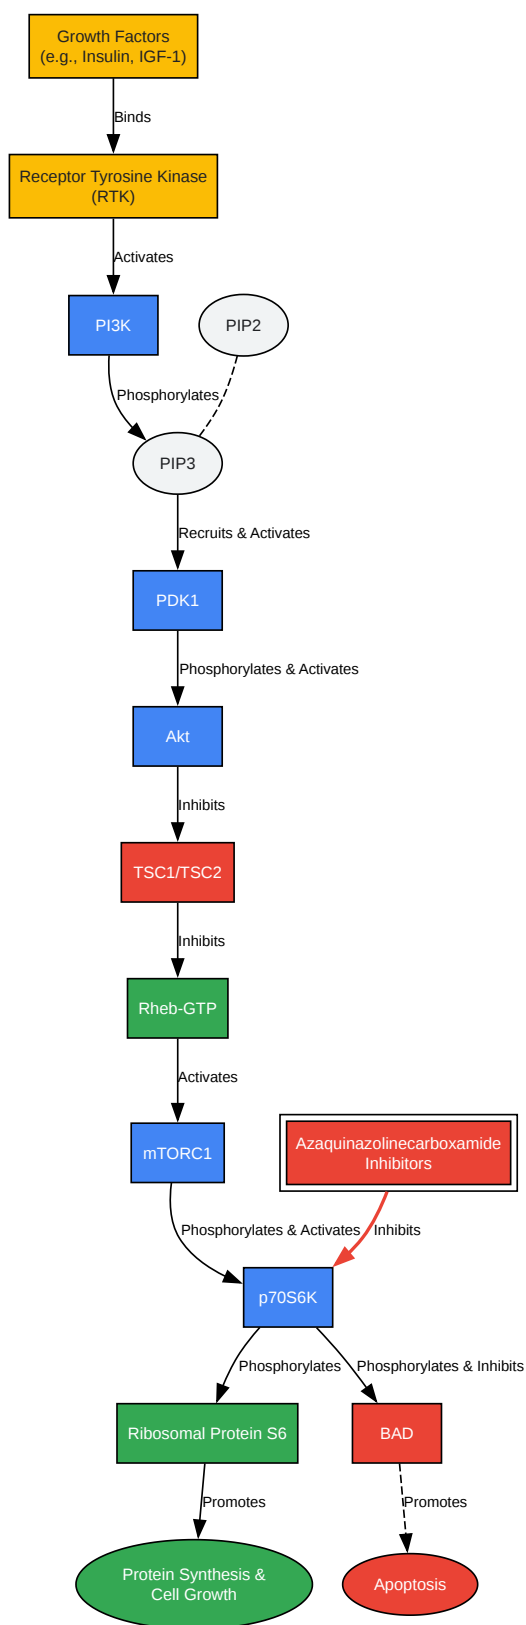 Growth Factors
(e.g., Insulin, IGF-1)
Binds
Receptor Tyrosine Kinase
(RTK)
Activates
PI3K
PIP2
Phosphorylates
PIP3
Recruits & Activates
PDK1
Phosphorylates & Activates
Akt
Inhibits
TSC1/TSC2
Inhibits
Rheb-GTP
Activates
mTORC1
Azaquinazolinecarboxamide
Inhibitors
Phosphorylates & Activates
Inhibits
p70S6K
Phosphorylates
Phosphorylates & Inhibits
Ribosomal Protein S6
BAD
Promotes
Promotes
Protein Synthesis &
Cell Growth
Apoptosis